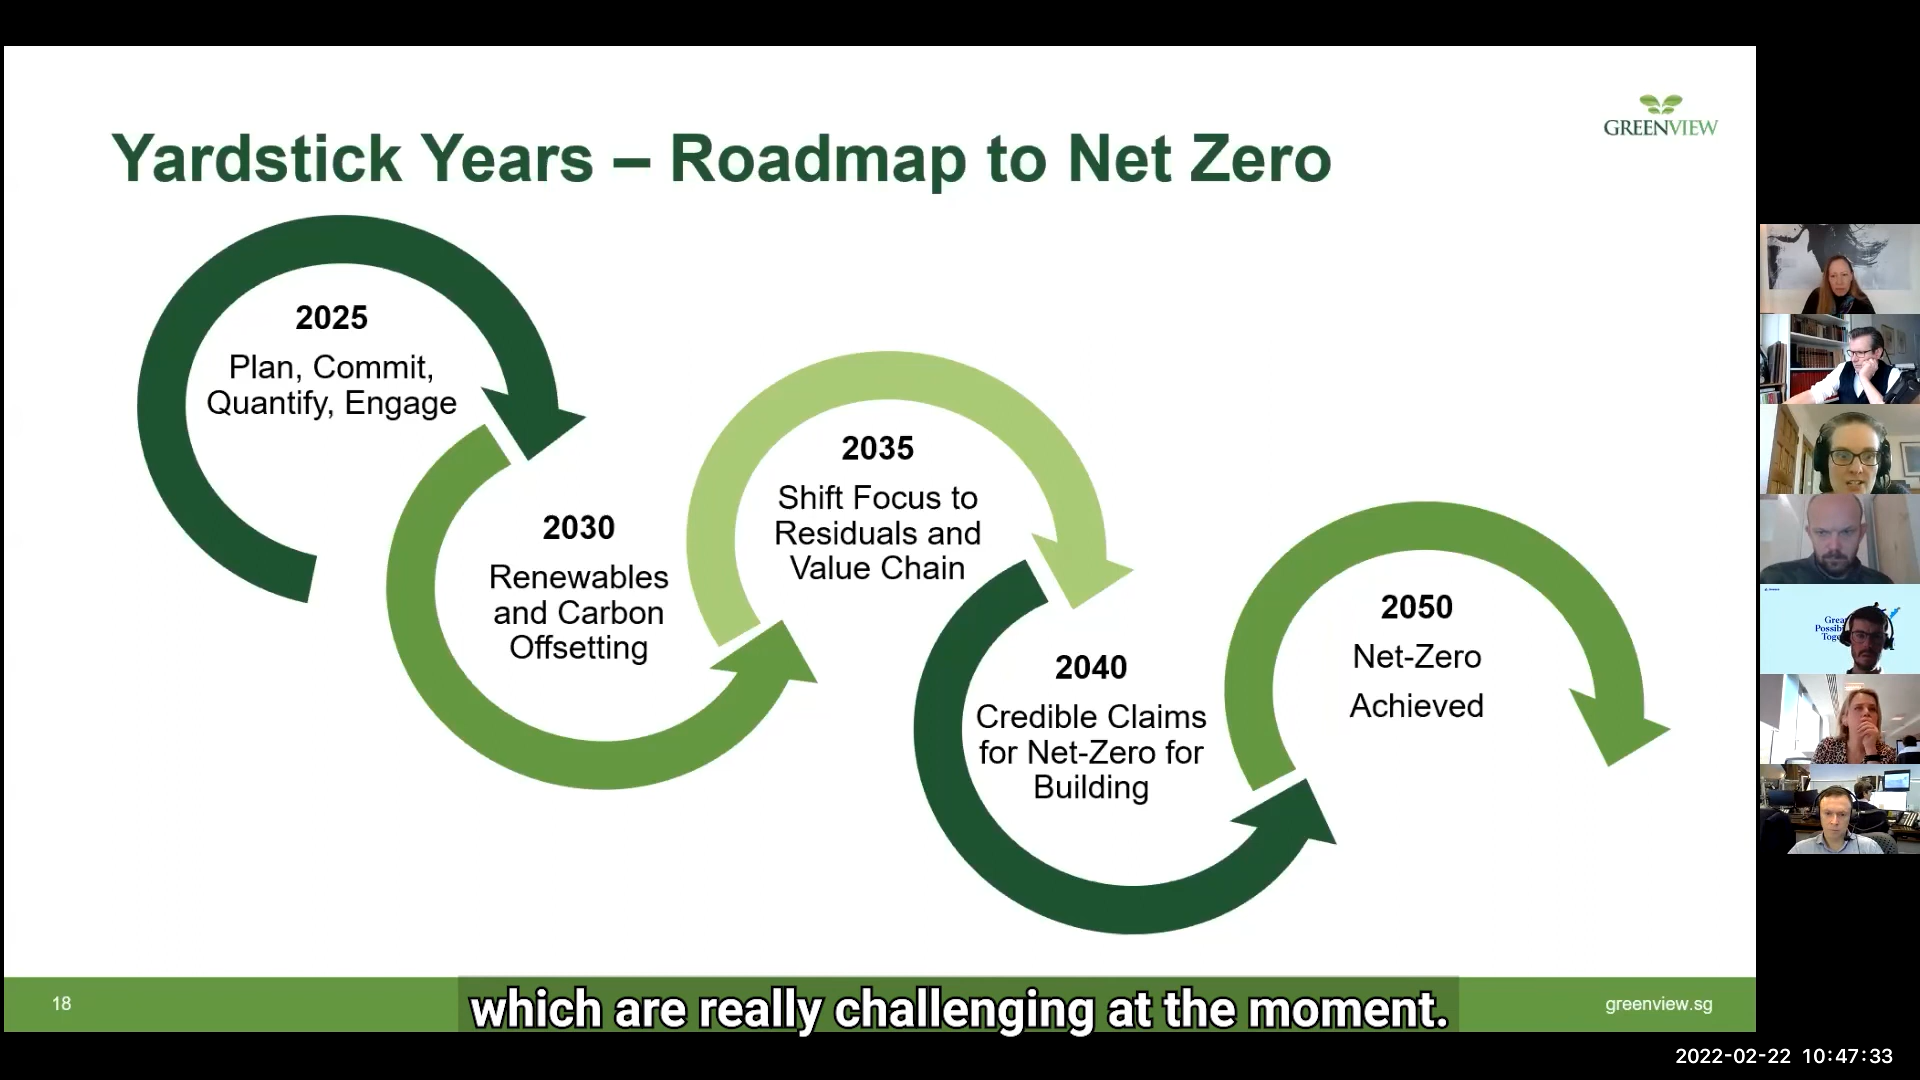 GREENVIEW
Yardstick Years – Roadmap to Net Zero
2025
Plan, Commit,
Quantify, Engage
2030
Renewables
and Carbon
Offsetting
2035
Shift Focus to
Residuals and
Value Chain
2040
Credible Claims
for Net-Zero for
Building
2050
Net-Zero
Achieved
18
which are really challenging at the moment.
greenview.sg
2022-02-22 10:47:33